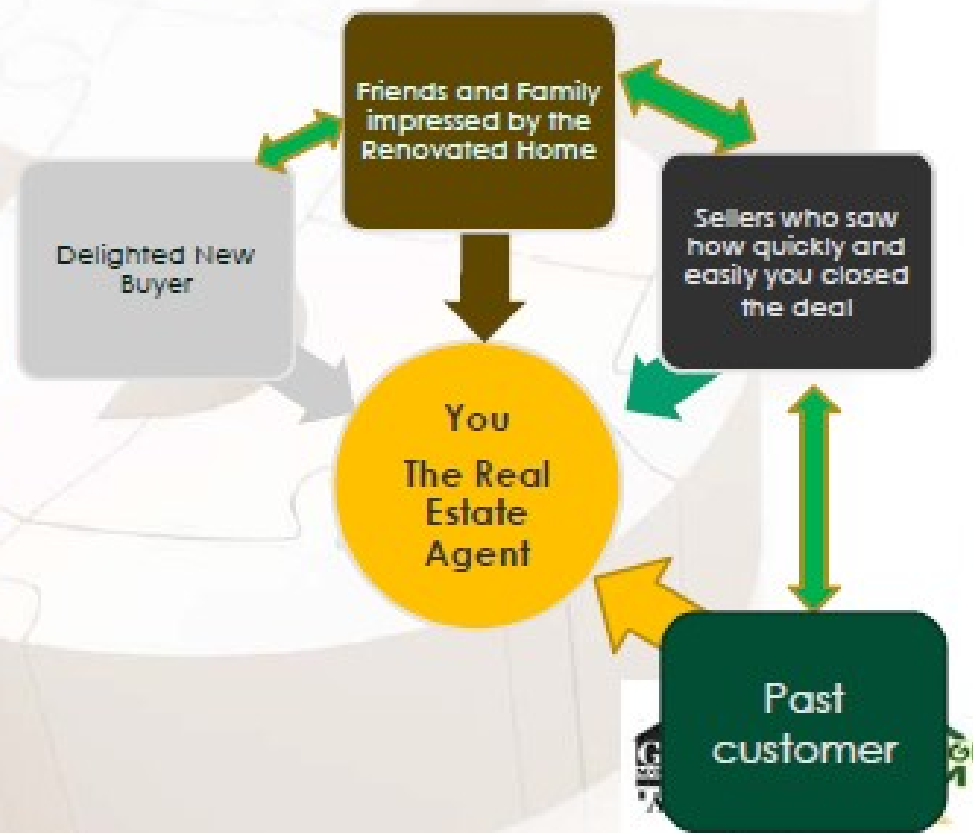 Friends and Family
impressed by the
Renovated Home
Delighted New
Buyer
Sellers who saw
how quickly and
easily you closed
the deal
You
The Real
Estate
Agent
Past
customer